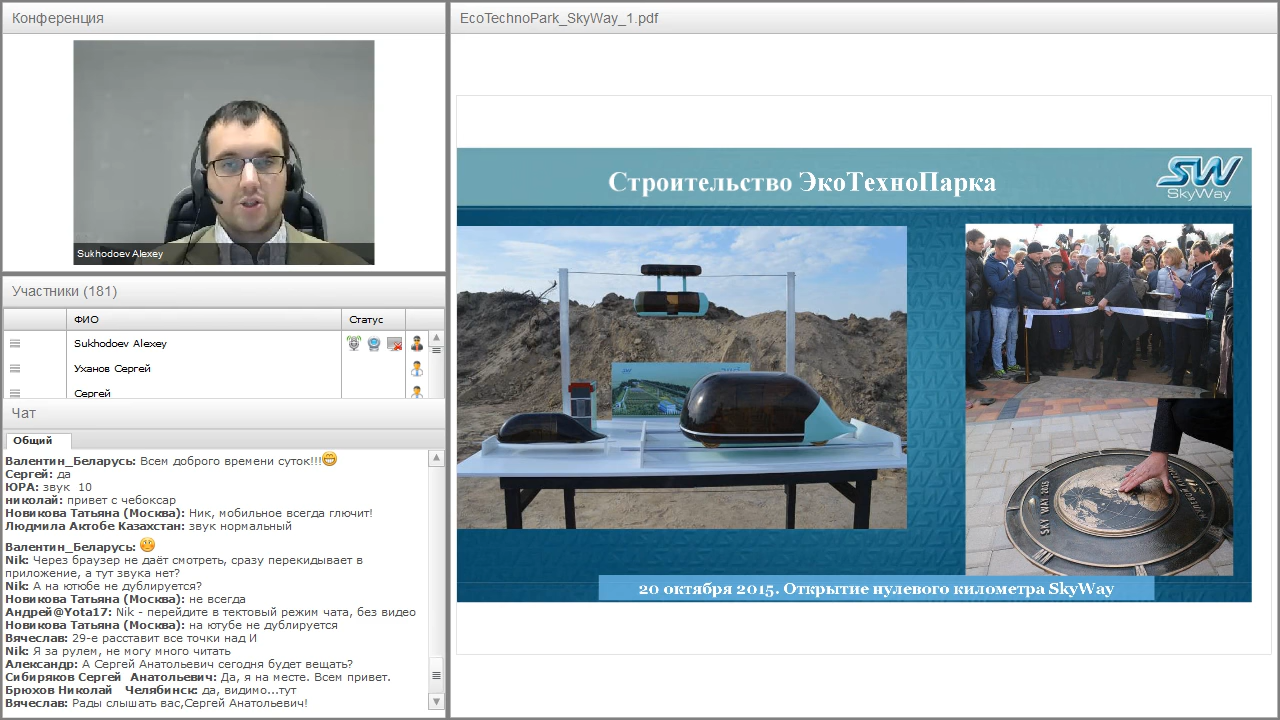 Конференция
Sukhodoev Alexey
Участники (181)
ФИО
Статус
Sukhodoev Alexey
Уханов Сергей
Сергей
Чат
Общий
Валентин_Беларусь: Всем доброго времени суток!!!
Сергей: да
ЮРА: звук 10
николай: привет с чебоксар
Новикова Татьяна (Москва): Ник, мобильное всегда глючит!
Людмила Актобе Казахстан: звук нормальный
Валентин_Беларусь:
Nik: Через браузер не даёт смотреть, сразу перекидывает в
приложение, а тут звука нет?
Nik: А на ютюбе не дублируется?
Новикова Татьяна (Москва): не всегда
Андрей@Yota17: Nik - перейдите в тектовый режим чата, без видео
Новикова Татьяна (Москва): на ютубе не дублируется
Вячеслав: 29-е расставит все точки над И
Nik: Я за рулем, не могу много читать
Александр: А Сергей Анатольевич сегодня будет вещать?
Сибиряков Сергей Анатольевич: Да, я на месте. Всем привет.
Брюхов Николай Челябинск: да, видимо...тут
Вячеслав: Рады слышать вас,Сергей Анатольевич!
EcoTechnoPark_SkyWay_1.pdf
Строительство ЭкоТехноПарка
SW
SkyWay
SKY WAY 2015
20 октября 2015. Открытие нулевого километра SkyWay